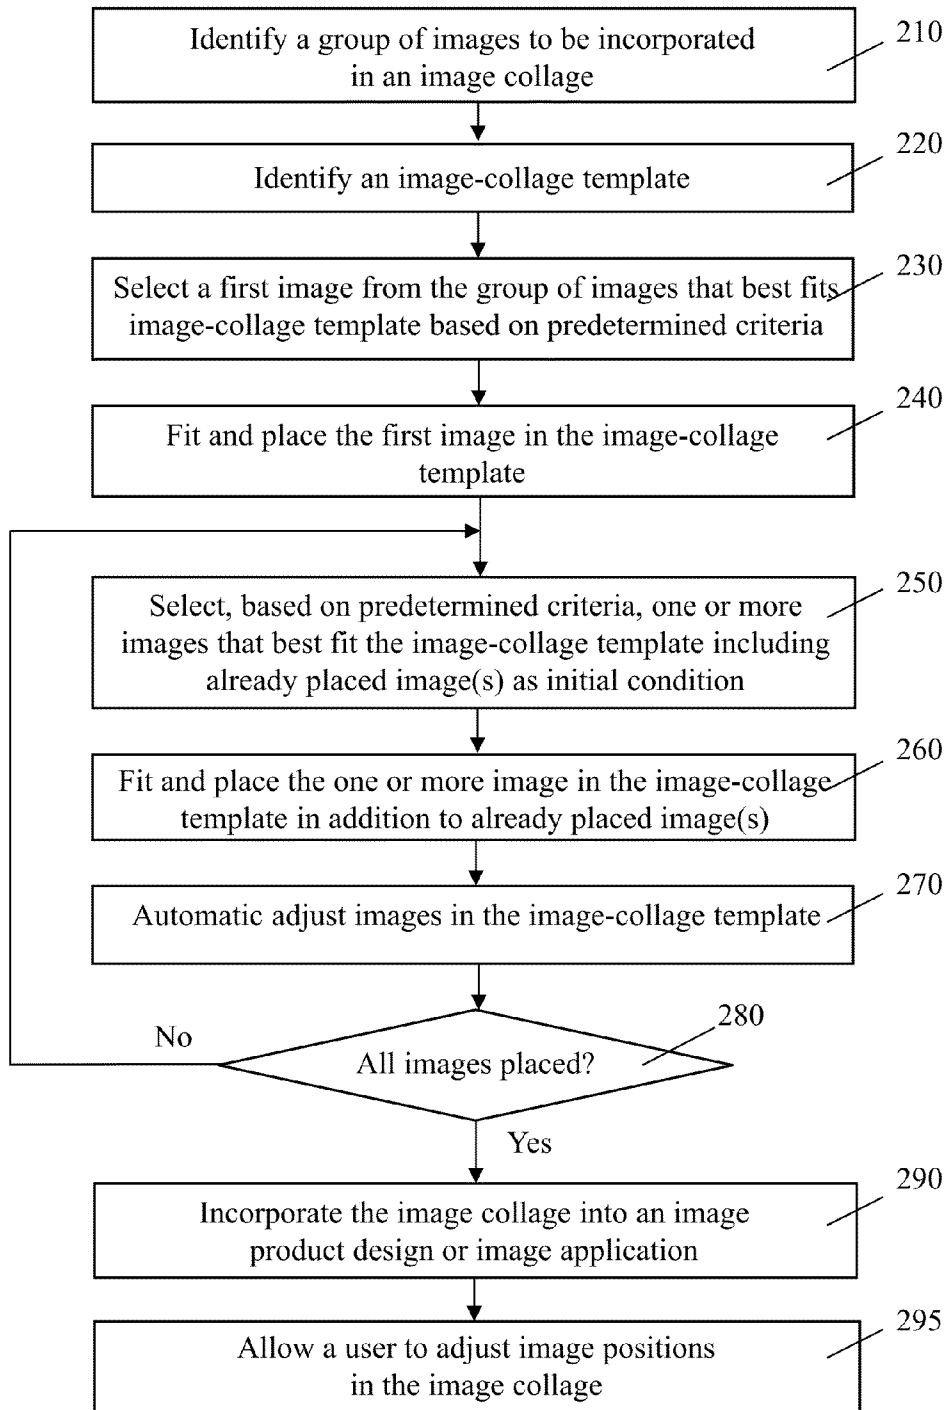 Identify a group of images to be incorporated
in an image collage
210
Identify an image-collage template
220
Select a first image from the group of images that best fits
image-collage template based on predetermined criteria
230
Fit and place the first image in the image-collage
template
240
Select, based on predetermined criteria, one or more
images that best fit the image-collage template including
already placed image(s) as initial condition
250
Fit and place the one or more image in the image-collage
template in addition to already placed image(s)
260
Automatic adjust images in the image-collage template
270
All images placed?
280
No
Yes
Incorporate the image collage into an image
product design or image application
290
Allow a user to adjust image positions
in the image collage
295